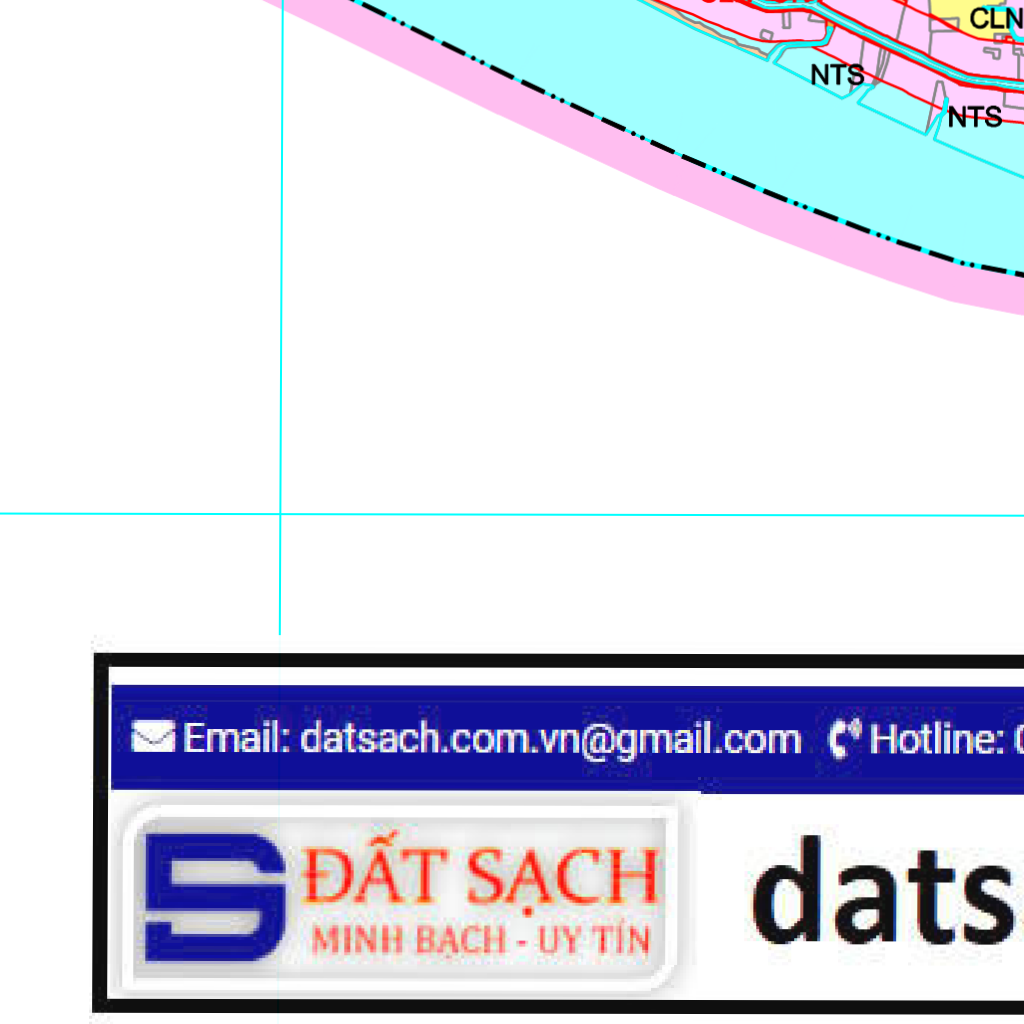 CLN
NTS
NTS
Email: datsach.com.vn@gmail.com Hotline:
ĐẤT SẠCH
MINH BẠCH - UY TÍN
dats